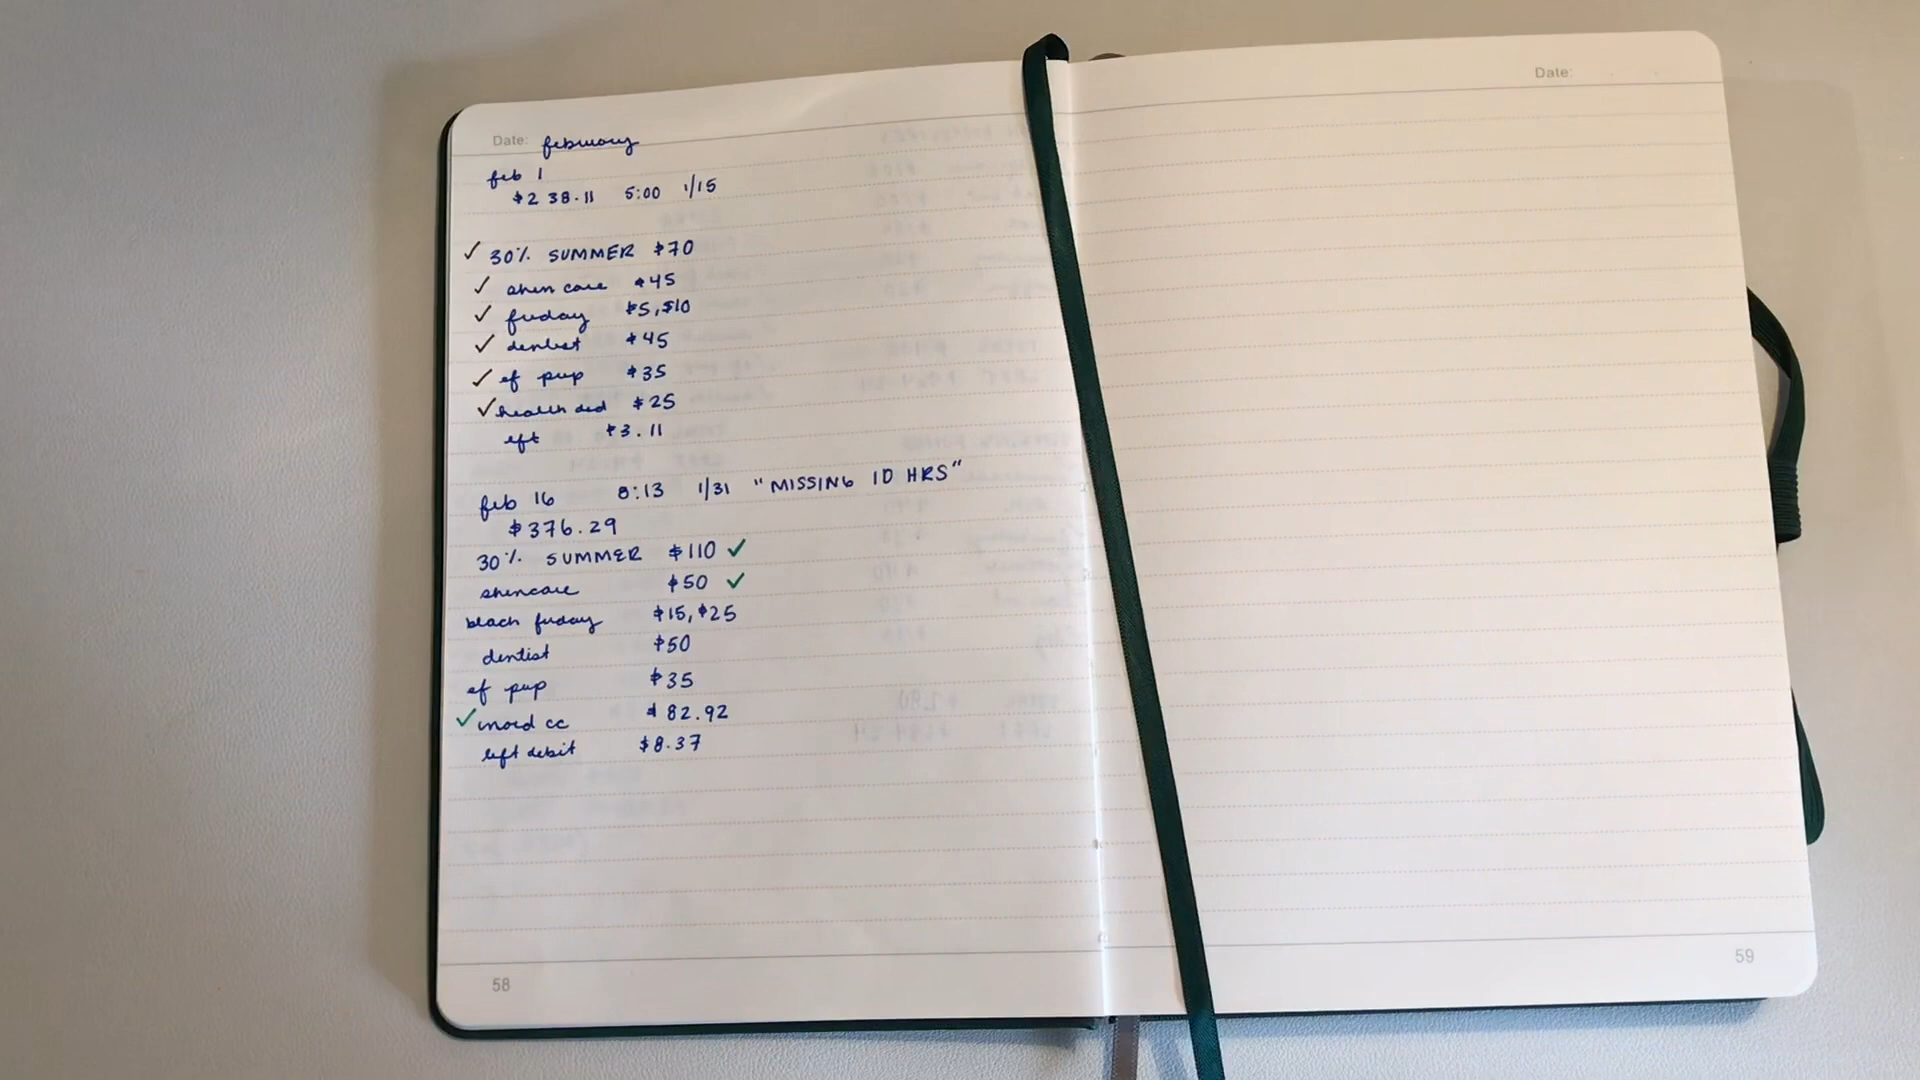 Date: february
feb 1
$238.11 5:00 1/15
✓ 30% SUMMER $70
✓ skin care $45
✓ friday $5, $10
✓ dentist $45
✓ ef pup $35
✓ health ded $25
left $3.11
feb 16 8:13 1/31 "MISSING 10 HRS"
$376.29
30% SUMMER $110 ✓
skincare $50 ✓
black friday $15, $25
dentist $50
ef pup $35
✓ cc $82.92
left debit $8.37
58
Date:
59